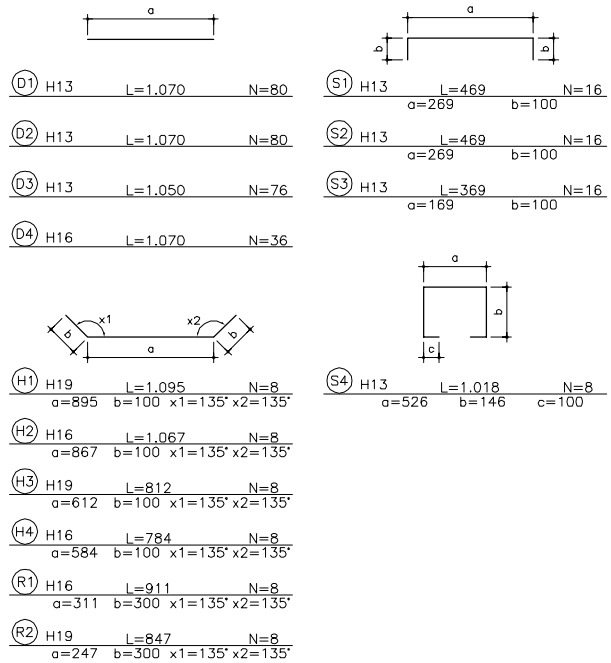 a
D1 H13 L=1.070 N=80
D2 H13 L=1.070 N=80
D3 H13 L=1.050 N=76
D4 H16 L=1.070 N=36
x1 x2
b a b
H1 H19 L=1.095 N=8
a=895 b=100 x1=135° x2=135°
H2 H16 L=1.067 N=8
a=867 b=100 x1=135° x2=135°
H3 H19 L=812 N=8
a=612 b=100 x1=135° x2=135°
H4 H16 L=784 N=8
a=584 b=100 x1=135° x2=135°
R1 H16 L=911 N=8
a=311 b=300 x1=135° x2=135°
R2 H19 L=847 N=8
a=247 b=300 x1=135° x2=135°
a
b b
S1 H13 L=469 N=16
a=269 b=100
S2 H13 L=469 N=16
a=269 b=100
S3 H13 L=369 N=16
a=169 b=100
a
b
c
S4 H13 L=1.018 N=8
a=526 b=146 c=100